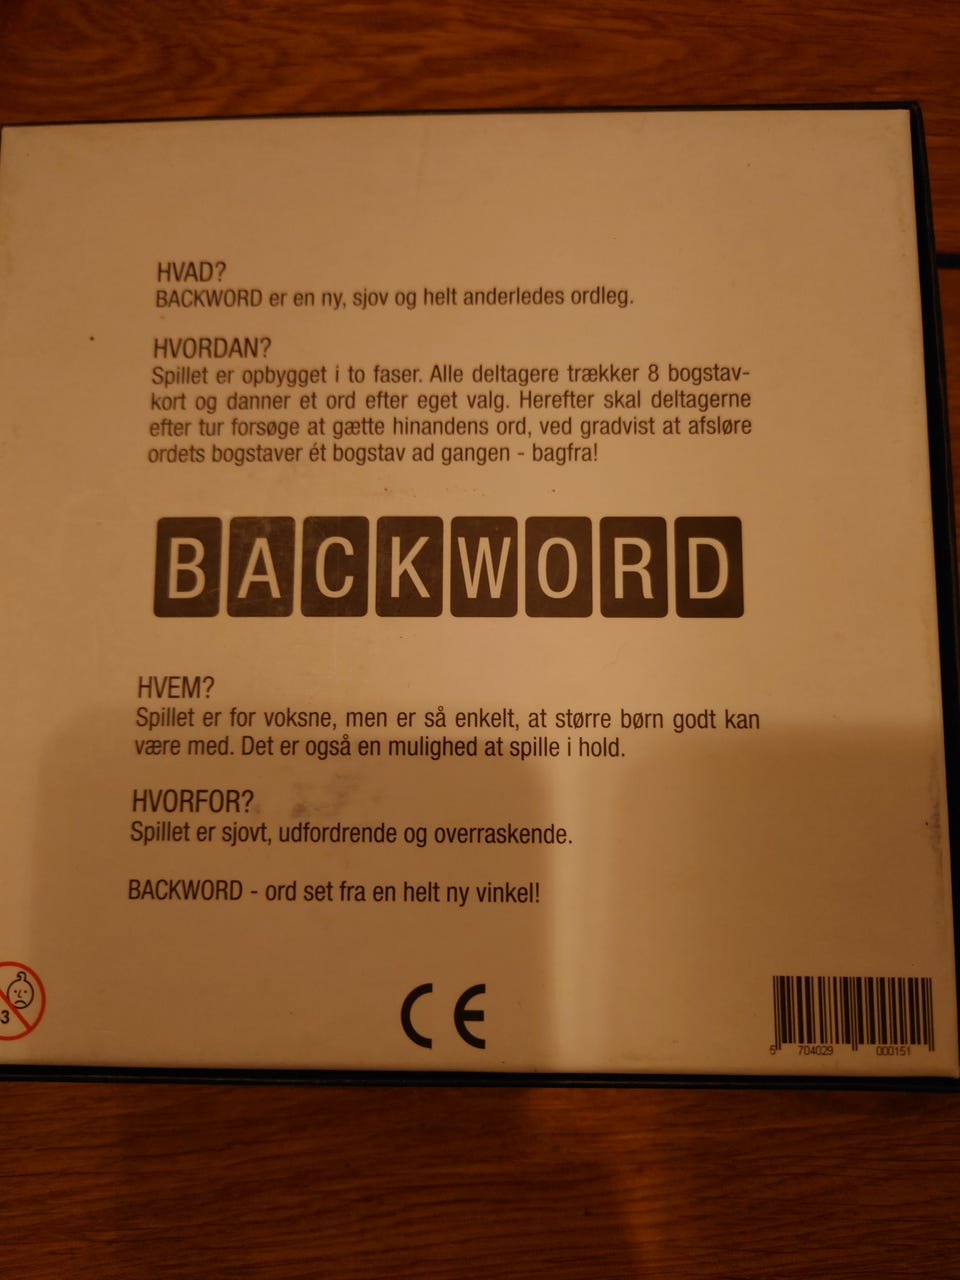 HVAD?
BACKWORD er en ny, sjov og helt anderledes ordleg.
HVORDAN?
Spillet er opbygget i to faser. Alle deltagere trækker 8 bogstav-
kort og danner et ord efter eget valg. Herefter skal deltagerne
efter tur forsøge at gætte hinandens ord, ved gradvist at afsløre
ordets bogstaver ét bogstav ad gangen - bagfra!
BACKWORD
HVEM?
Spillet er for voksne, men er så enkelt, at større børn godt kan
være med. Det er også en mulighed at spille i hold.
HVORFOR?
Spillet er sjovt, udfordrende og overraskende.
BACKWORD - ord set fra en helt ny vinkel!
3
CE
5 704029 000151